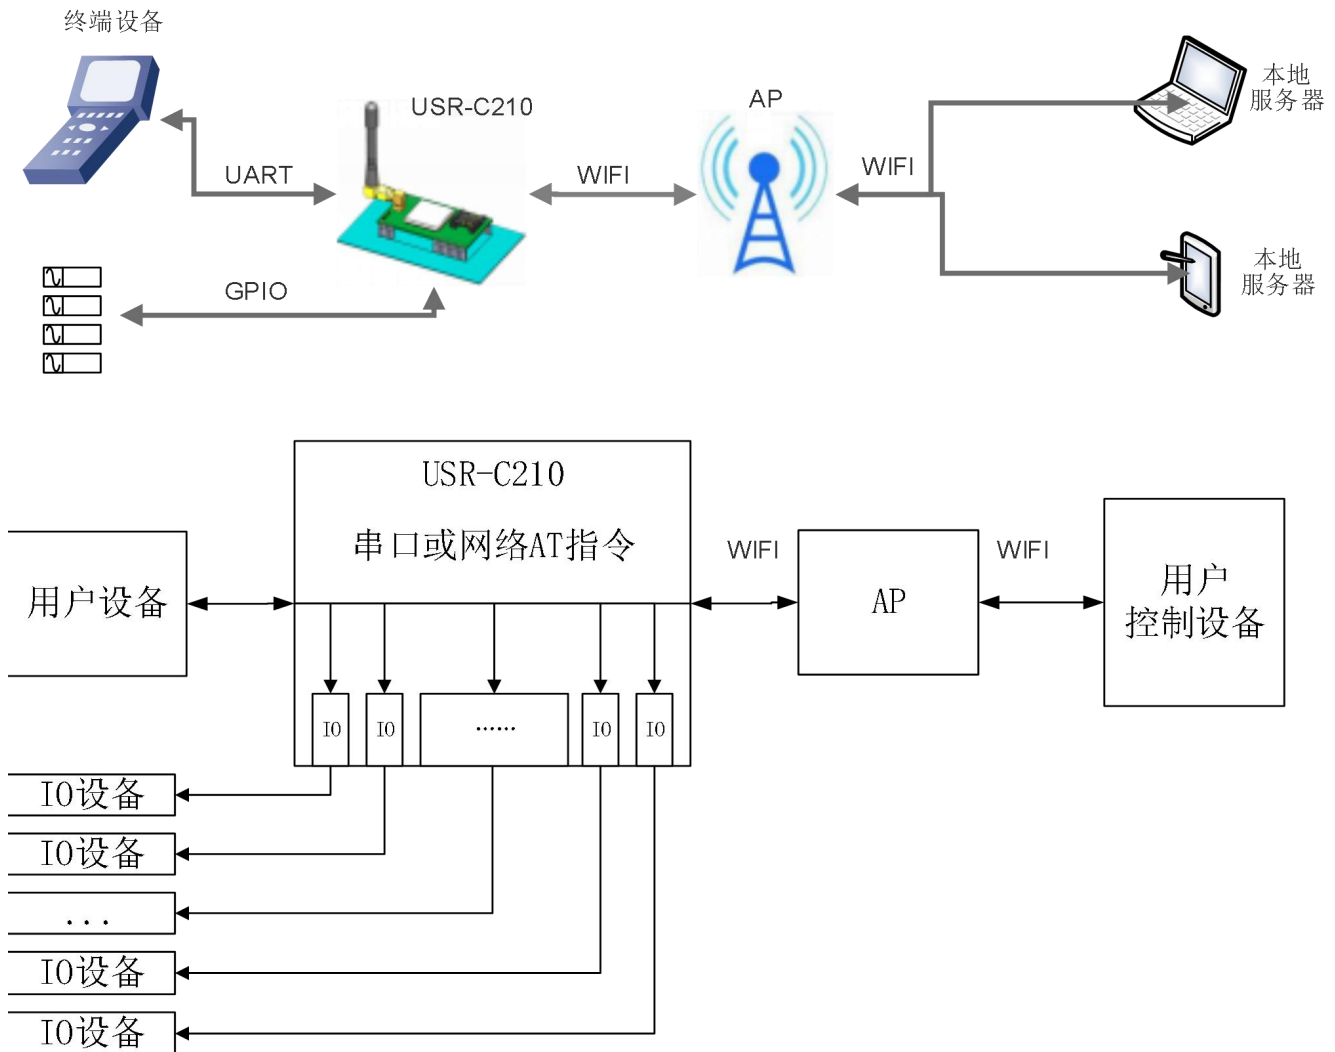 终端设备
USR-C210
AP
本地
服务器
UART
WIFI
WIFI
GPIO
本地
服务器
USR-C210
串口或网络AT指令
用户设备
WIFI
AP
WIFI
用户
控制设备
IO
IO
......
IO
IO
IO设备
IO设备
...
IO设备
IO设备